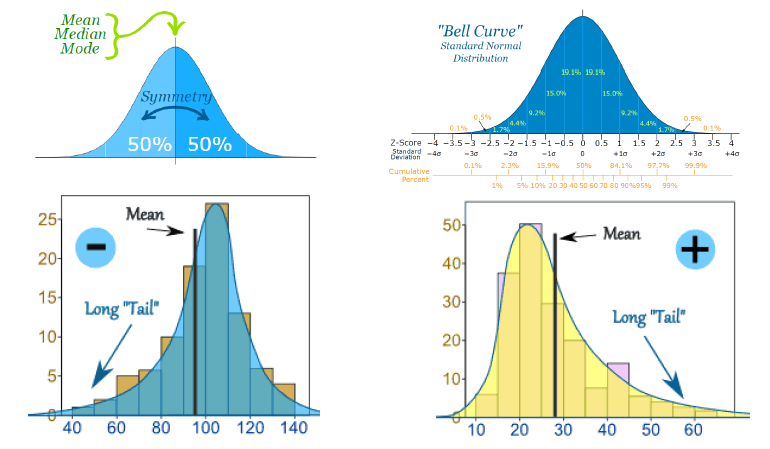 Mean
Median
Mode
Symmetry
50% 50%
"Bell Curve"
Standard Normal
Distribution
19.1% 19.1%
15.0% 15.0%
9.2% 9.2%
4.4% 4.4%
1.7% 1.7%
0.5% 0.5%
0.1% 0.1%
Z-Score −4 −3.5 −3 −2.5 −2 −1.5 −1 −0.5 0 0.5 1 1.5 2 2.5 3 3.5 4
Standard
Deviation −4σ −3σ −2σ −1σ 0 +1σ +2σ +3σ +4σ
Cumulative
Percent
0.1% 2.3% 15.9% 50% 84.1% 97.7% 99.9%
1% 5% 10% 20 30 40 50 60 70 80 90% 95% 99%
Mean
−
Long "Tail"
25
20
15
10
5
0
40 60 80 100 120 140
Mean
+
Long "Tail"
50
40
30
20
10
0
10 20 30 40 50 60